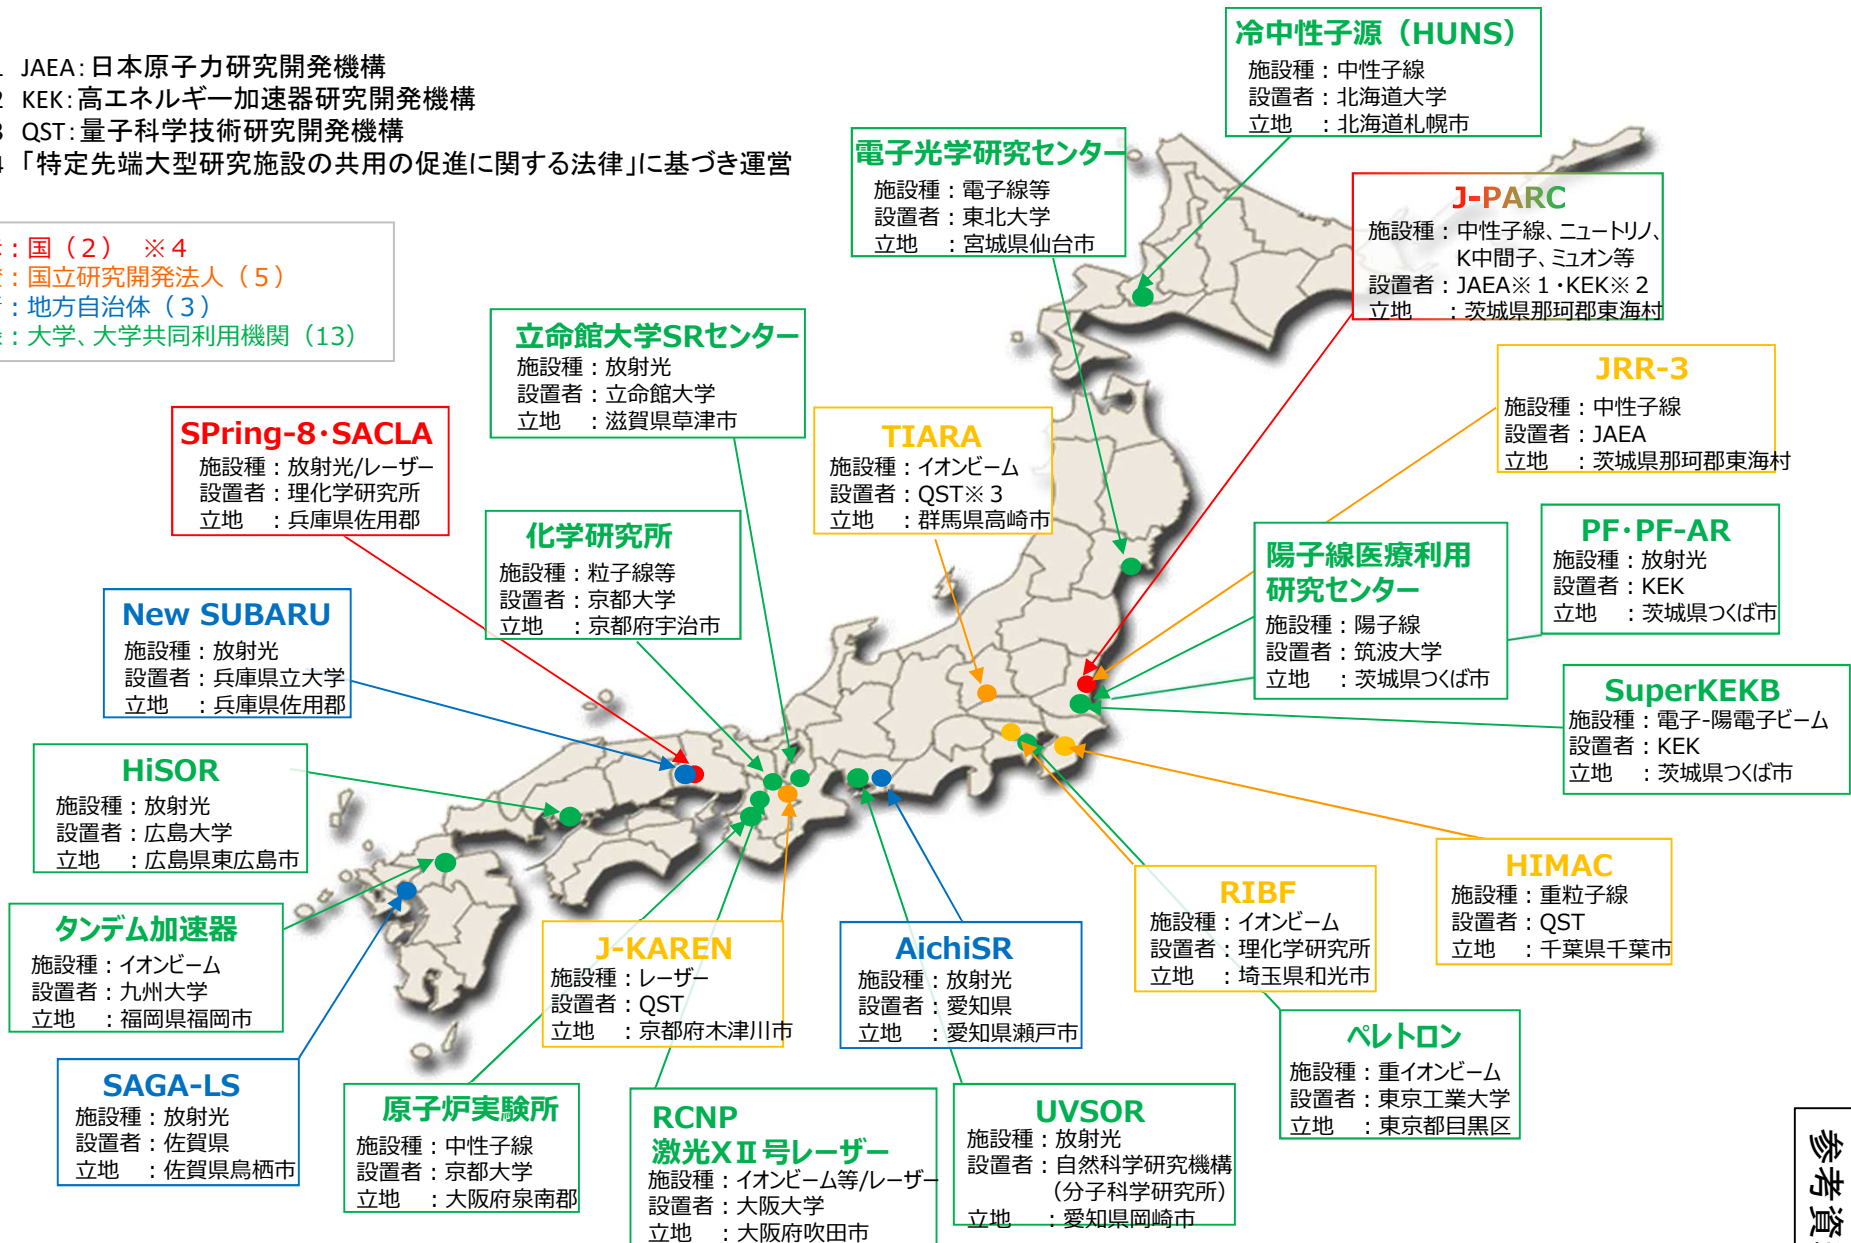 JAEA：日本原子力研究開発機構
KEK：高エネルギー加速器研究開発機構
QST：量子科学技術研究開発機構
「特定先端大型研究施設の共用の促進に関する法律」に基づき運営
：国（２） ※４
：国立研究開発法人（５）
：地方自治体（３）
：大学、大学共同利用機関（13）
冷中性子源（HUNS）
施設種：中性子線
設置者：北海道大学
立地　：北海道札幌市
電子光学研究センター
施設種：電子線等
設置者：東北大学
立地　：宮城県仙台市
J-PARC
施設種：中性子線、ニュートリノ、
K中間子、ミュオン等
設置者：JAEA※１・KEK※２
立地　：茨城県那珂郡東海村
立命館大学SRセンター
施設種：放射光
設置者：立命館大学
立地　：滋賀県草津市
JRR-3
施設種：中性子線
設置者：JAEA
立地　：茨城県那珂郡東海村
SPring-8・SACLA
施設種：放射光/レーザー
設置者：理化学研究所
立地　：兵庫県佐用郡
TIARA
施設種：イオンビーム
設置者：QST※３
立地　：群馬県高崎市
化学研究所
施設種：粒子線等
設置者：京都大学
立地　：京都府宇治市
陽子線医療利用
研究センター
施設種：陽子線
設置者：筑波大学
立地　：茨城県つくば市
PF・PF-AR
施設種：放射光
設置者：KEK
立地　：茨城県つくば市
New SUBARU
施設種：放射光
設置者：兵庫県立大学
立地　：兵庫県佐用郡
SuperKEKB
施設種：電子-陽電子ビーム
設置者：KEK
立地　：茨城県つくば市
HiSOR
施設種：放射光
設置者：広島大学
立地　：広島県東広島市
HIMAC
施設種：重粒子線
設置者：QST
立地　：千葉県千葉市
RIBF
施設種：イオンビーム
設置者：理化学研究所
立地　：埼玉県和光市
タンデム加速器
施設種：イオンビーム
設置者：九州大学
立地　：福岡県福岡市
J-KAREN
施設種：レーザー
設置者：QST
立地　：京都府木津川市
AichiSR
施設種：放射光
設置者：愛知県
立地　：愛知県瀬戸市
ペレトロン
施設種：重イオンビーム
設置者：東京工業大学
立地　：東京都目黒区
SAGA-LS
施設種：放射光
設置者：佐賀県
立地　：佐賀県鳥栖市
原子炉実験所
施設種：中性子線
設置者：京都大学
立地　：大阪府泉南郡
RCNP
激光XⅡ号レーザー
施設種：イオンビーム等/レーザー
設置者：大阪大学
立地　：大阪府吹田市
UVSOR
施設種：放射光
設置者：自然科学研究機構
（分子科学研究所）
立地　：愛知県岡崎市
参考資